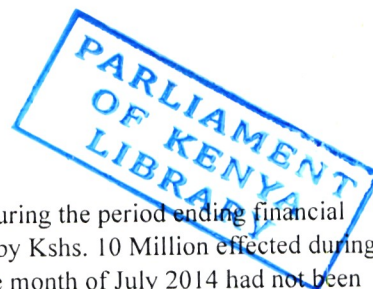 PARLIAMENT
OF KENYA
LIBRARY
uring the period ending financial
by Kshs. 10 Million effected during
e month of July 2014 had not been